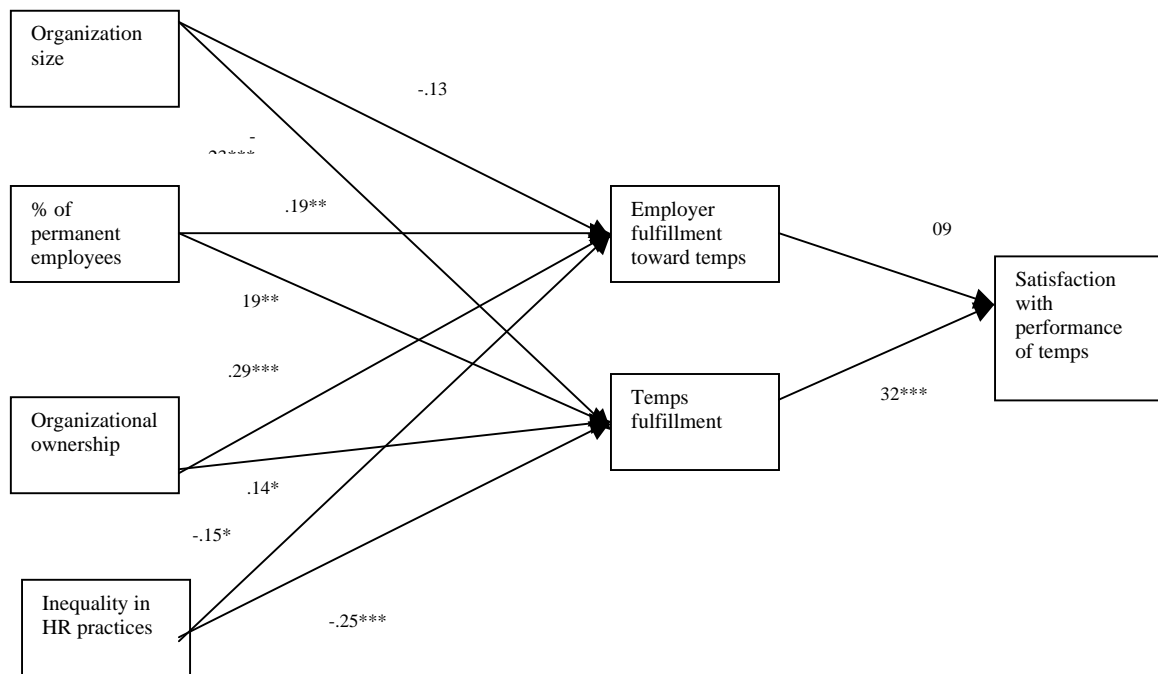 Organization
size
-.13
-
% of
permanent
employees
.19**
Employer
fulfillment
toward temps
09
Satisfaction
with
performance
of temps
19**
.29***
Temps
fulfillment
32***
Organizational
ownership
.14*
-.15*
Inequality in
HR practices
-.25***